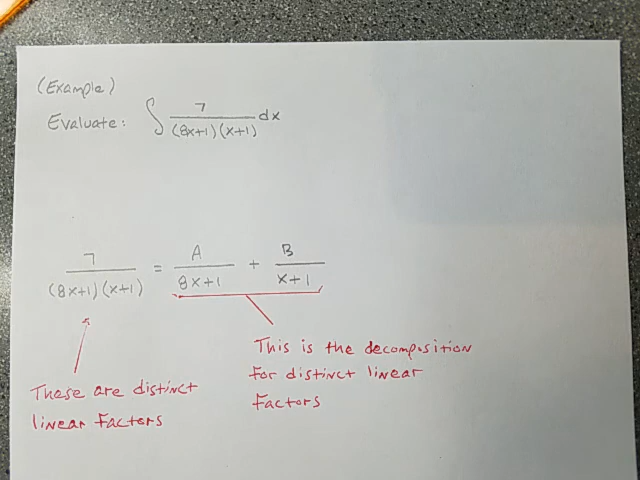 (Example)
Evaluate: ∫ 7/((8x+1)(x+1)) dx
7/((8x+1)(x+1)) = A/(8x+1) + B/(x+1)
This is the decomposition
for distinct linear
Factors
These are distinct
linear Factors